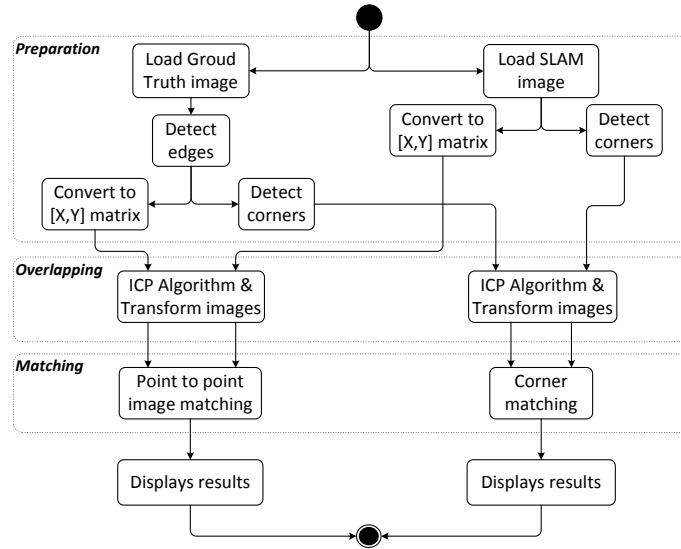 Preparation
Load Groud
Truth image
Load SLAM
image
Detect
edges
Convert to
[X,Y] matrix
Detect
corners
Convert to
[X,Y] matrix
Detect
corners
Overlapping
ICP Algorithm &
Transform images
ICP Algorithm &
Transform images
Matching
Point to point
image matching
Corner
matching
Displays results
Displays results